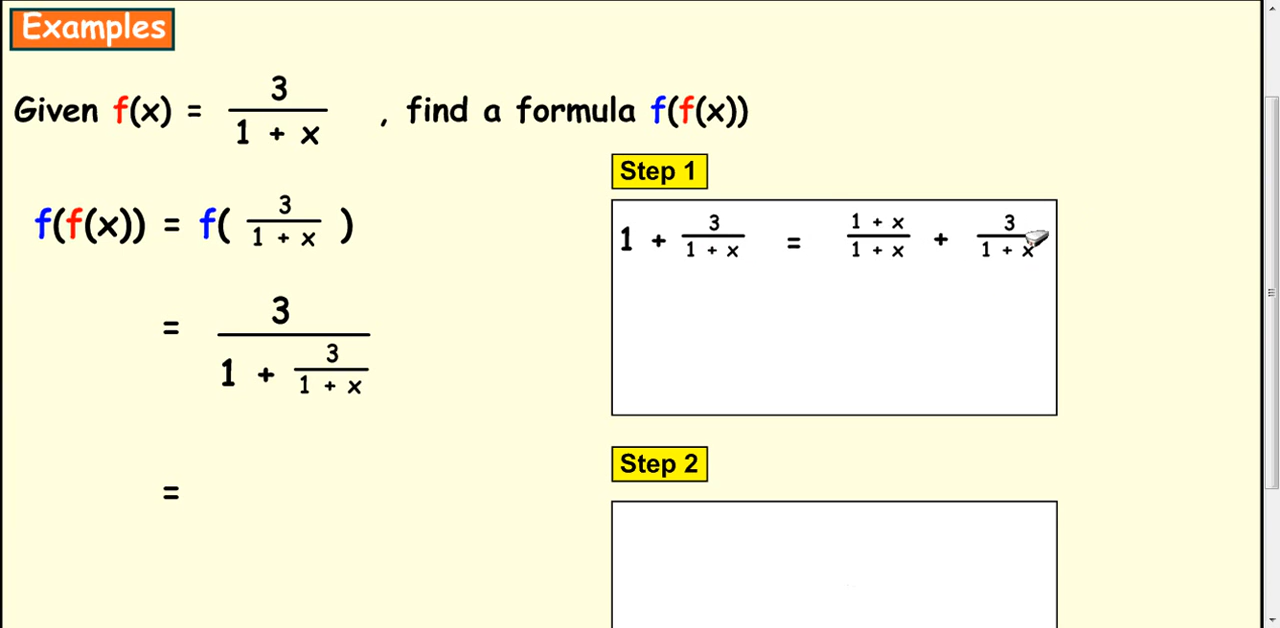 Examples
Given f(x) = 3 / (1 + x) , find a formula f(f(x))
f(f(x)) = f( 3 / (1 + x) )
= 3 / (1 + 3 / (1 + x))
=
Step 1
1 + 3 / (1 + x) = (1 + x) / (1 + x) + 3 / (1 + x)
Step 2